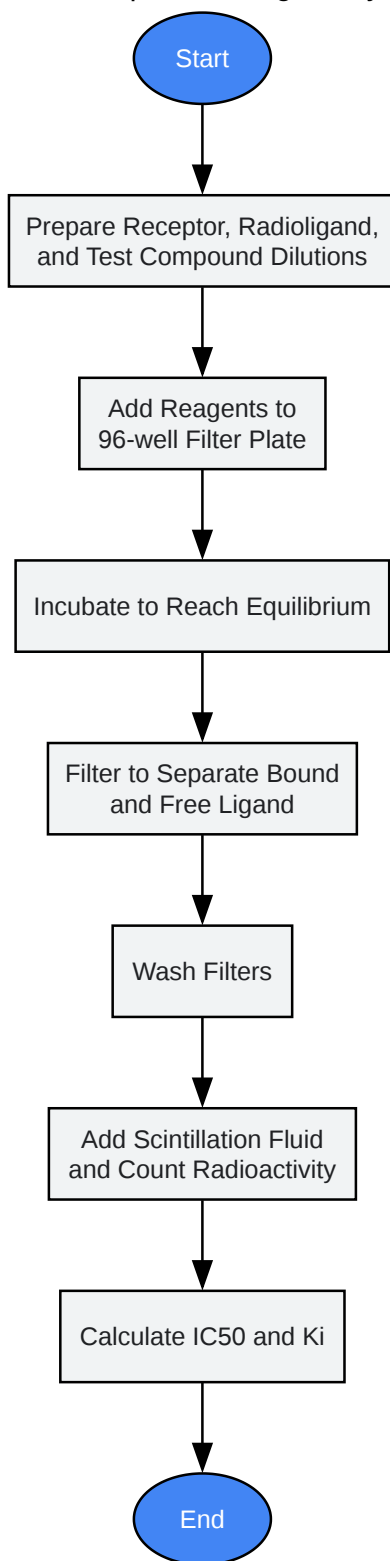 Start
Prepare Receptor, Radioligand,
and Test Compound Dilutions
Add Reagents to
96-well Filter Plate
Incubate to Reach Equilibrium
Filter to Separate Bound
and Free Ligand
Wash Filters
Add Scintillation Fluid
and Count Radioactivity
Calculate IC50 and Ki
End